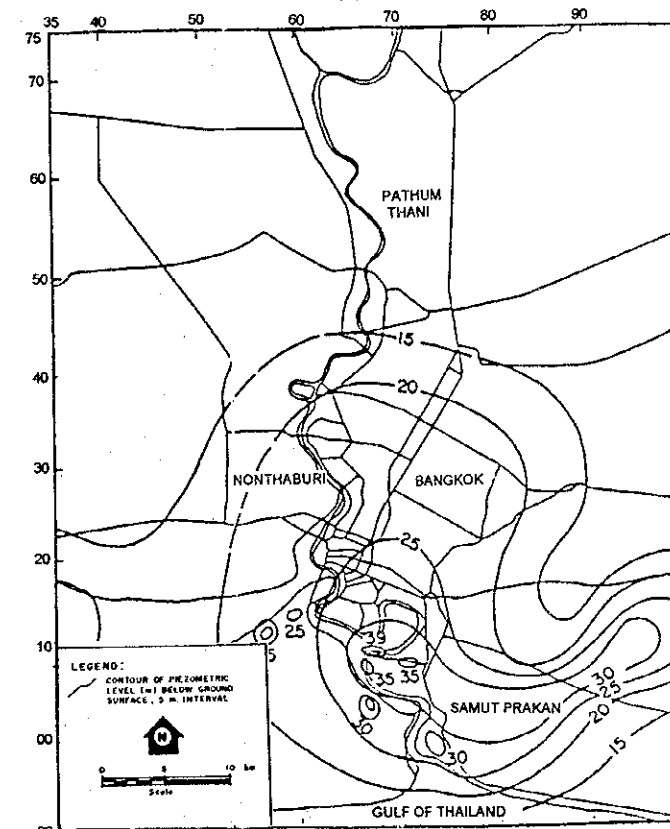 35 40 60 70 80 90
75
70
60
PATHUM
THANI
50
15
40
20
30
NONTHABURI
BANGKOK
25
20
25
35
10
35
35
30
25
20
SAMUT PRAKAN
30
15
00
30
GULF OF THAILAND
LEGEND:
CONTOUR OF PIEZOMETRIC
LEVEL (m) BELOW GROUND
SURFACE, 5 m. INTERVAL
N
0 5 10 km
Scale